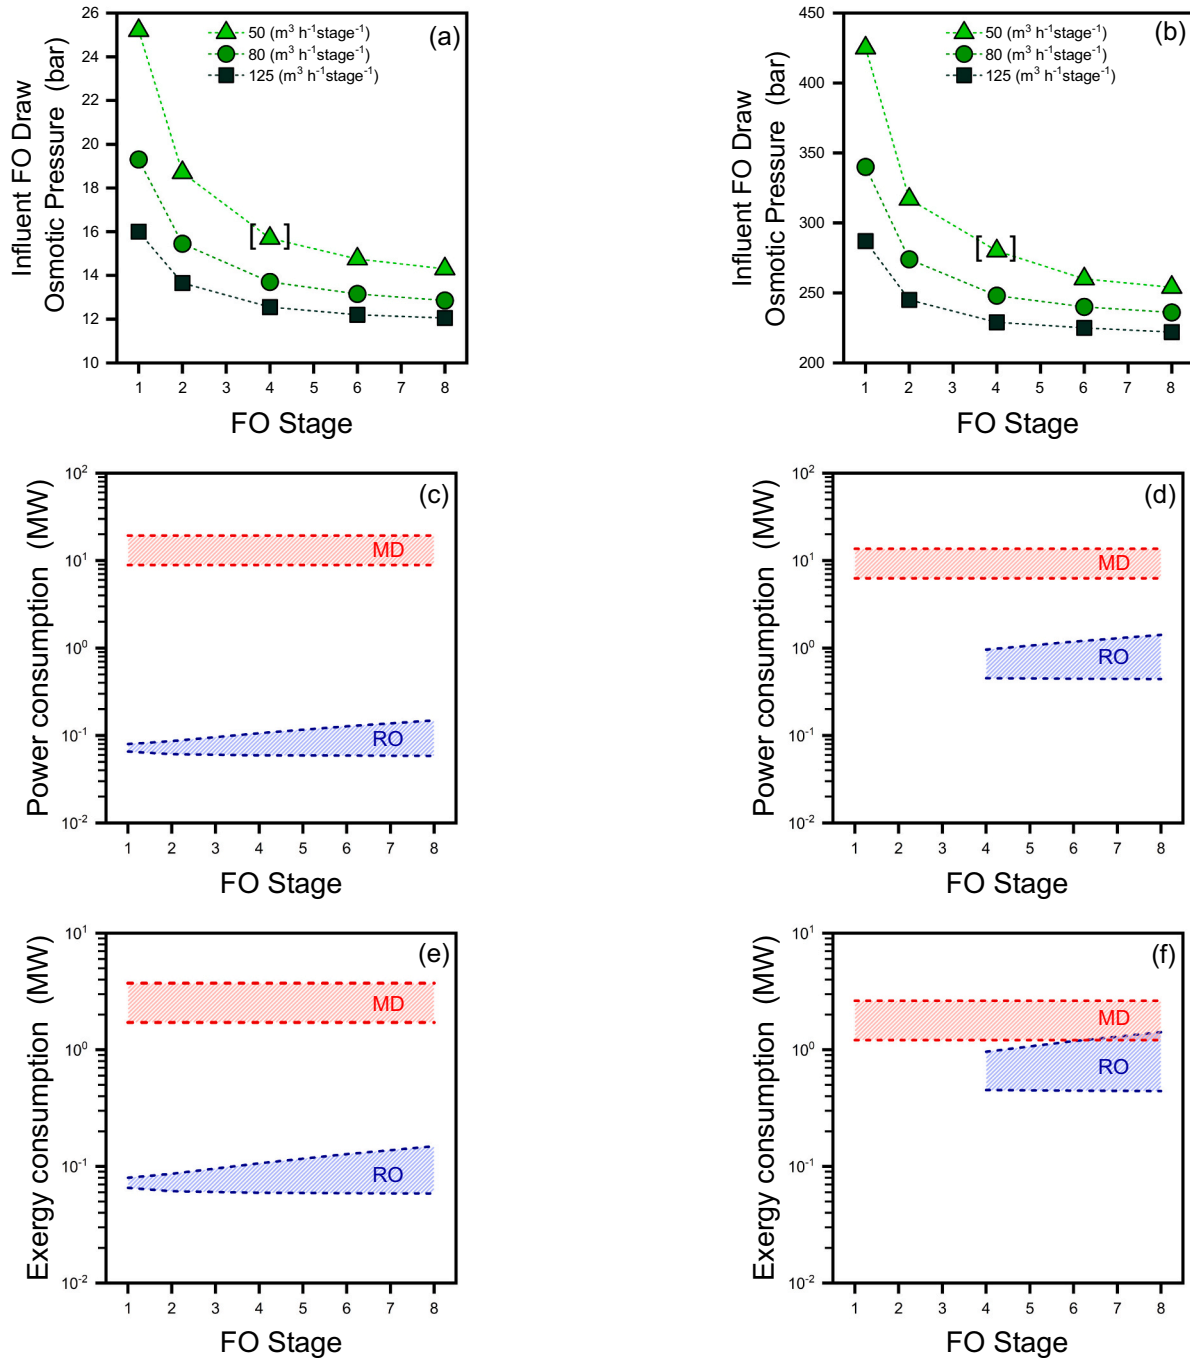 Influent FO Draw
Osmotic Pressure (bar)
26
24
22
20
18
16
14
12
10
50 (m³ h⁻¹stage⁻¹)
80 (m³ h⁻¹stage⁻¹)
125 (m³ h⁻¹stage⁻¹)
(a)
[ ]
1 2 3 4 5 6 7 8
FO Stage
Influent FO Draw
Osmotic Pressure (bar)
450
400
350
300
250
200
50 (m³ h⁻¹stage⁻¹)
80 (m³ h⁻¹stage⁻¹)
125 (m³ h⁻¹stage⁻¹)
(b)
[ ]
1 2 3 4 5 6 7 8
FO Stage
Power consumption (MW)
10²
10¹
10⁰
10⁻¹
10⁻²
(c)
MD
RO
1 2 3 4 5 6 7 8
FO Stage
Power consumption (MW)
10²
10¹
10⁰
10⁻¹
10⁻²
(d)
MD
RO
1 2 3 4 5 6 7 8
FO Stage
Exergy consumption (MW)
10¹
10⁰
10⁻¹
10⁻²
(e)
MD
RO
1 2 3 4 5 6 7 8
FO Stage
Exergy consumption (MW)
10¹
10⁰
10⁻¹
10⁻²
(f)
MD
RO
1 2 3 4 5 6 7 8
FO Stage